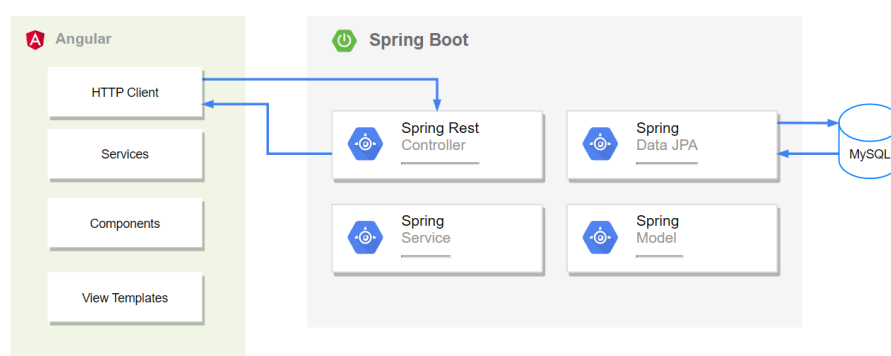 Angular
HTTP Client
Services
Components
View Templates
Spring Boot
Spring Rest
Controller
Spring
Data JPA
Spring
Service
Spring
Model
MySQL